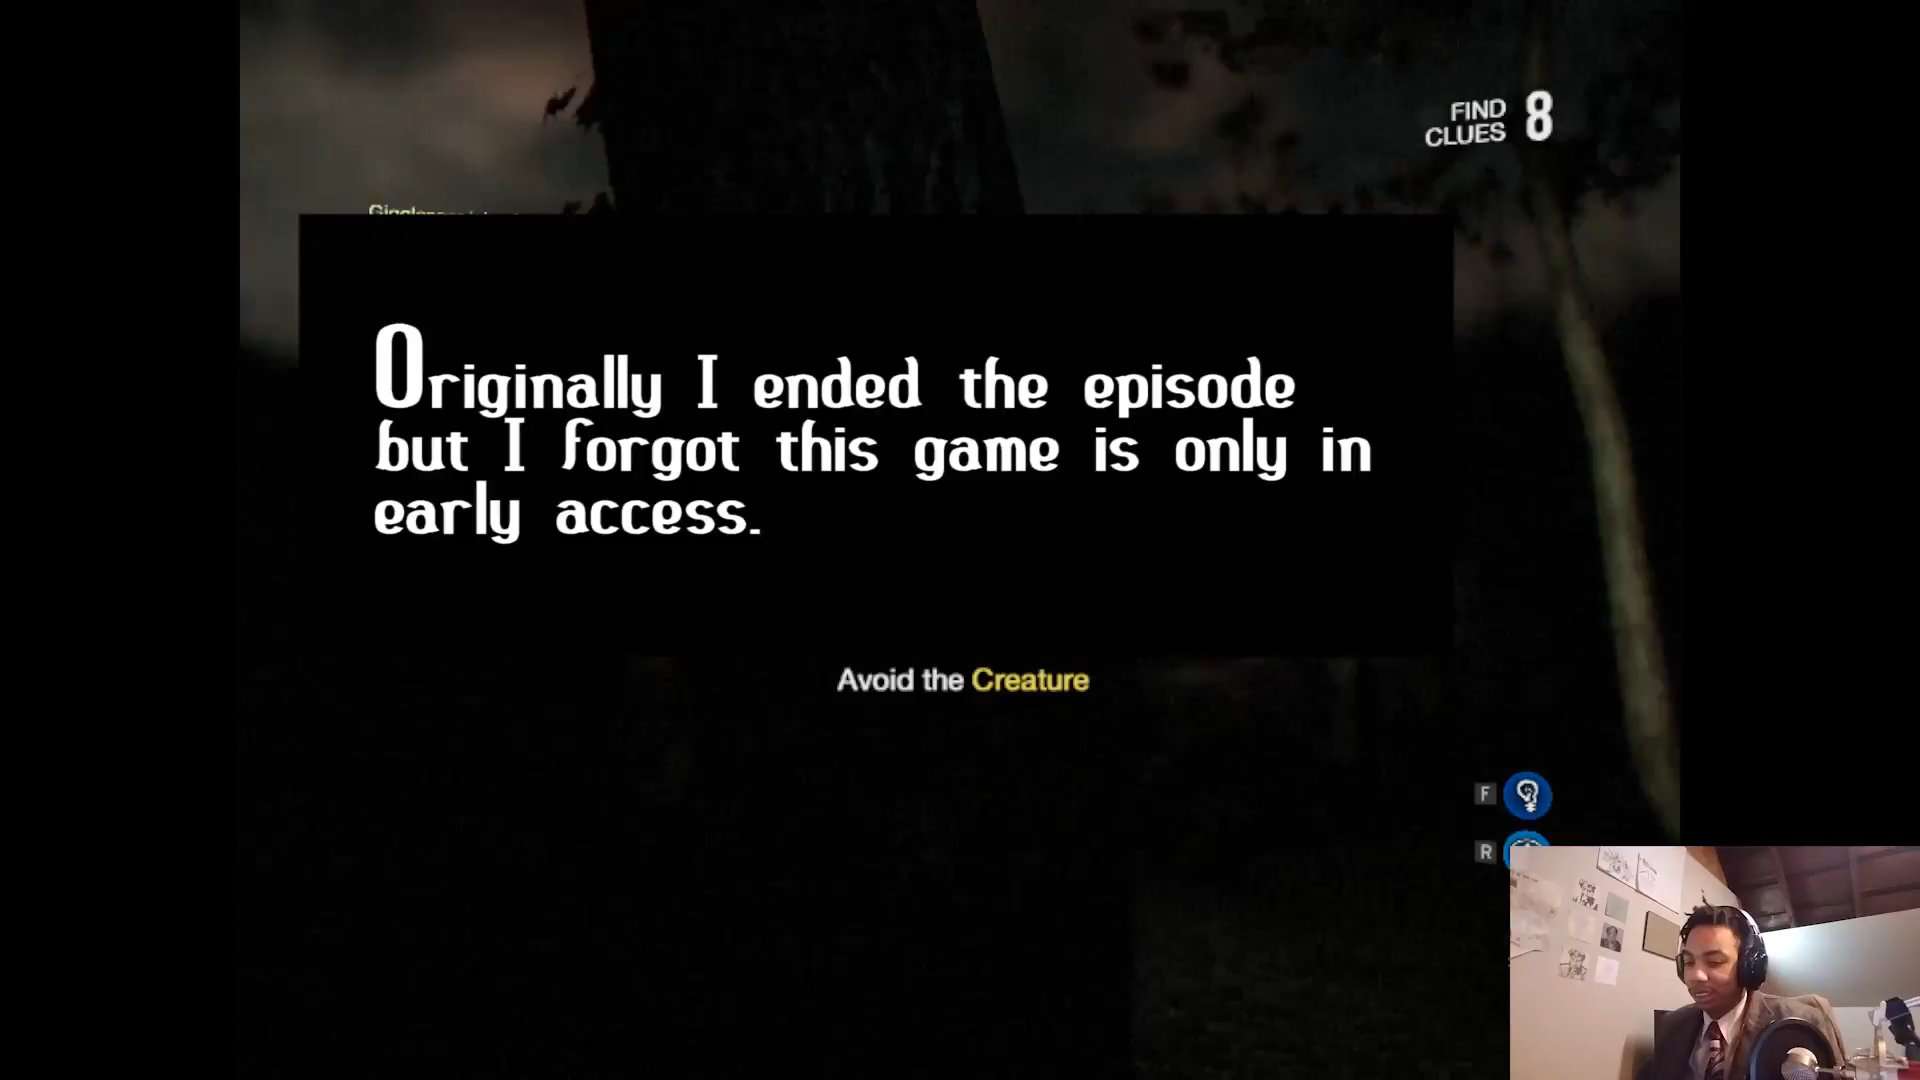 FIND
CLUES 8
Originally I ended the episode
but I forgot this game is only in
early access.
Avoid the Creature
F
R